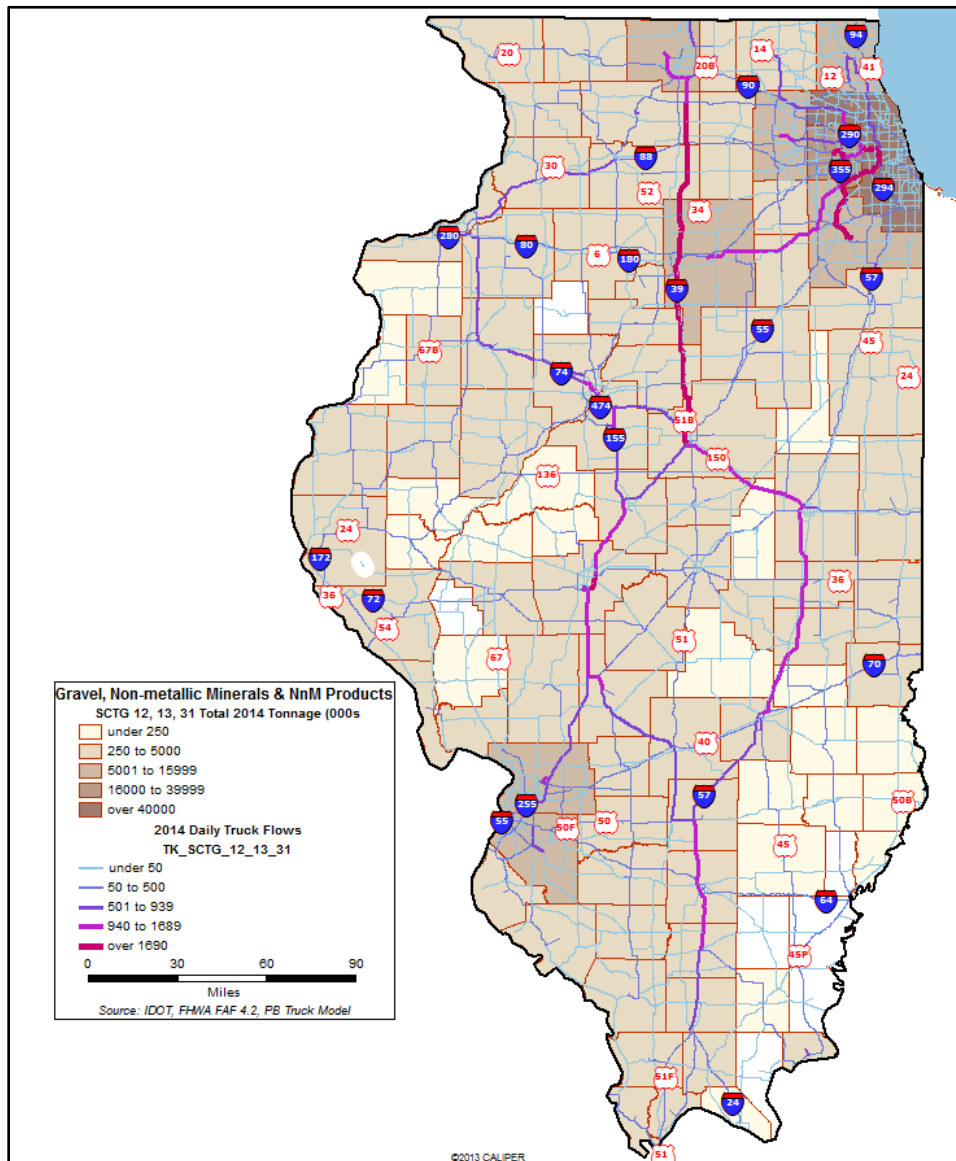 94
20
14
41
20B
12
90
290
88
30
355
52
294
34
280
80
6
180
57
39
55
45
67B
24
74
474
51B
155
150
136
24
172
36
36
72
54
51
67
70
Gravel, Non-metallic Minerals & NnM Products
SCTG 12, 13, 31 Total 2014 Tonnage (000s
under 250
250 to 5000
5001 to 15999
16000 to 39999
over 40000
2014 Daily Truck Flows
TK_SCTG_12_13_31
under 50
50 to 500
501 to 939
940 to 1689
over 1690
0 30 60 90
Miles
Source: IDOT, FHWA FAF 4.2, PB Truck Model
40
57
50B
255
55
50F
50
45
64
45P
51F
24
51
©2013 CALIPER